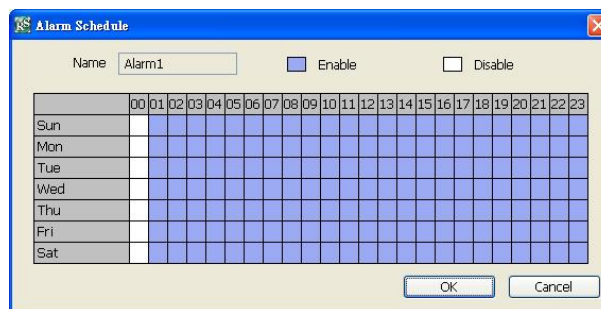 Alarm Schedule
Name Alarm1 Enable Disable
00 01 02 03 04 05 06 07 08 09 10 11 12 13 14 15 16 17 18 19 20 21 22 23
Sun
Mon
Tue
Wed
Thu
Fri
Sat
OK Cancel